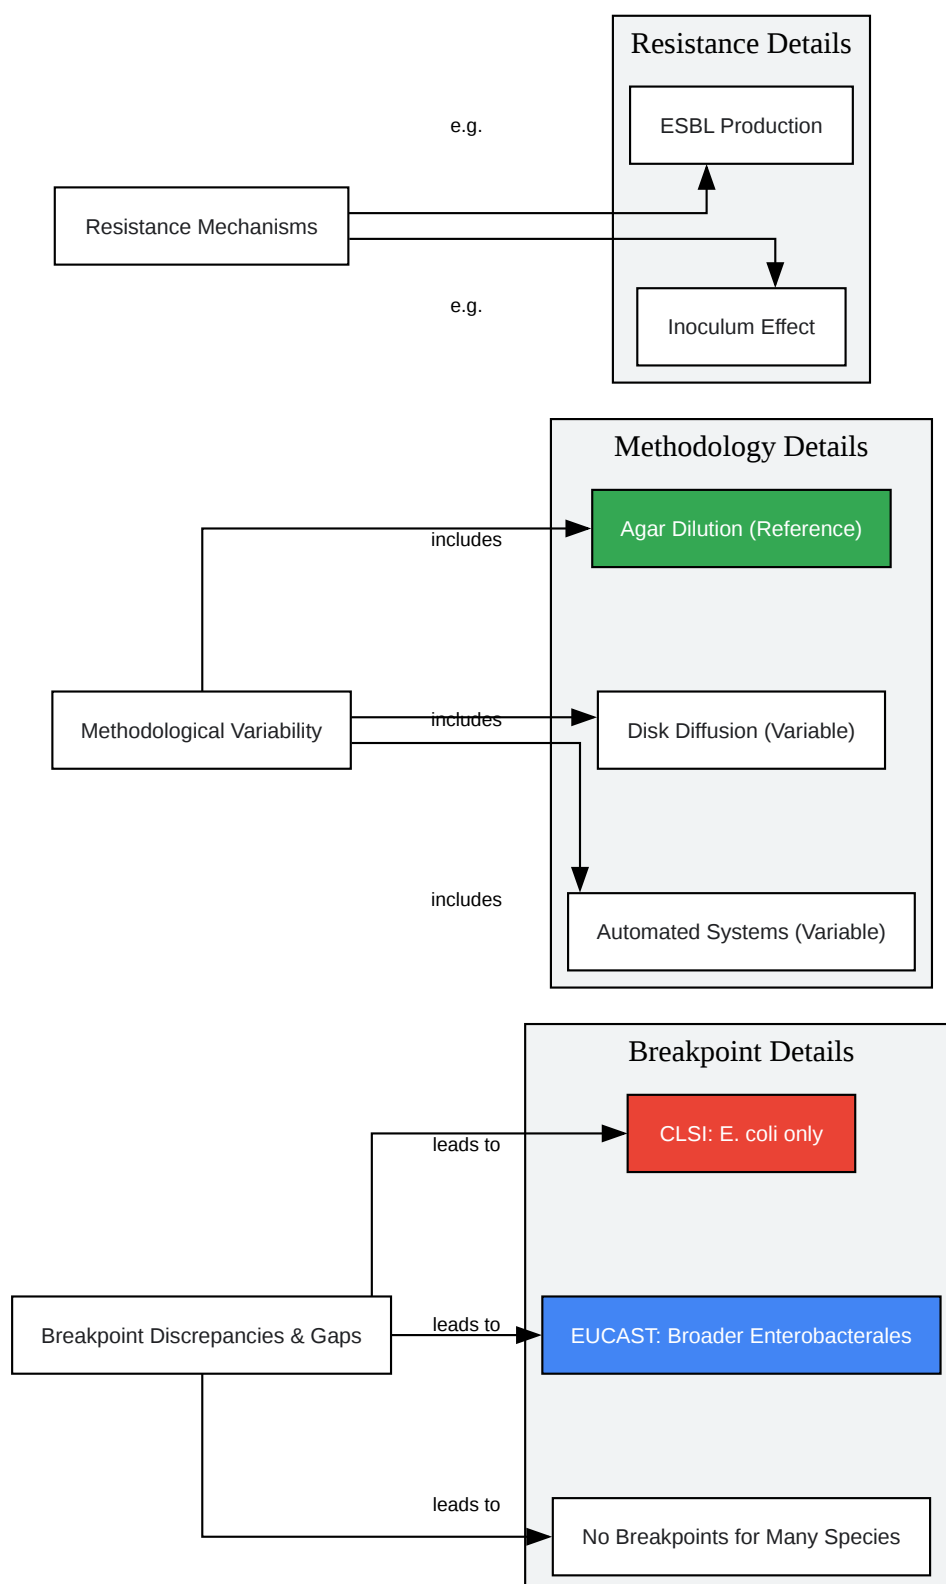 Resistance Details
e.g.
ESBL Production
Resistance Mechanisms
e.g.
Inoculum Effect
Methodology Details
includes
Agar Dilution (Reference)
Methodological Variability
includes
Disk Diffusion (Variable)
includes
Automated Systems (Variable)
Breakpoint Details
leads to
CLSI: E. coli only
Breakpoint Discrepancies & Gaps
leads to
EUCAST: Broader Enterobacterales
leads to
No Breakpoints for Many Species